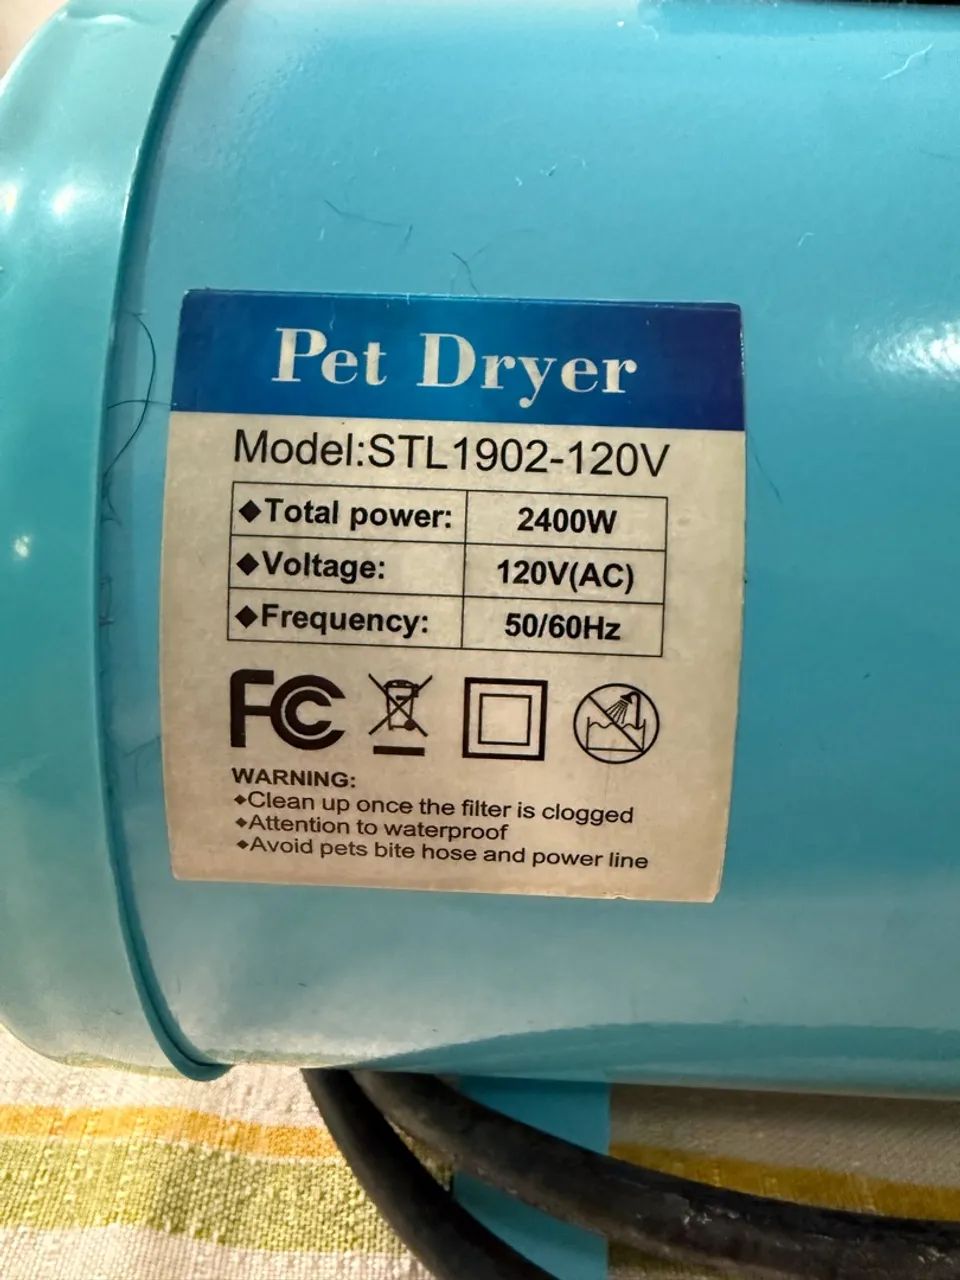 Pet Dryer
Model:STL1902-120V
◆Total power: 2400W
◆Voltage: 120V(AC)
◆Frequency: 50/60Hz
FC
WARNING:
◆Clean up once the filter is clogged
◆Attention to waterproof
◆Avoid pets bite hose and power line